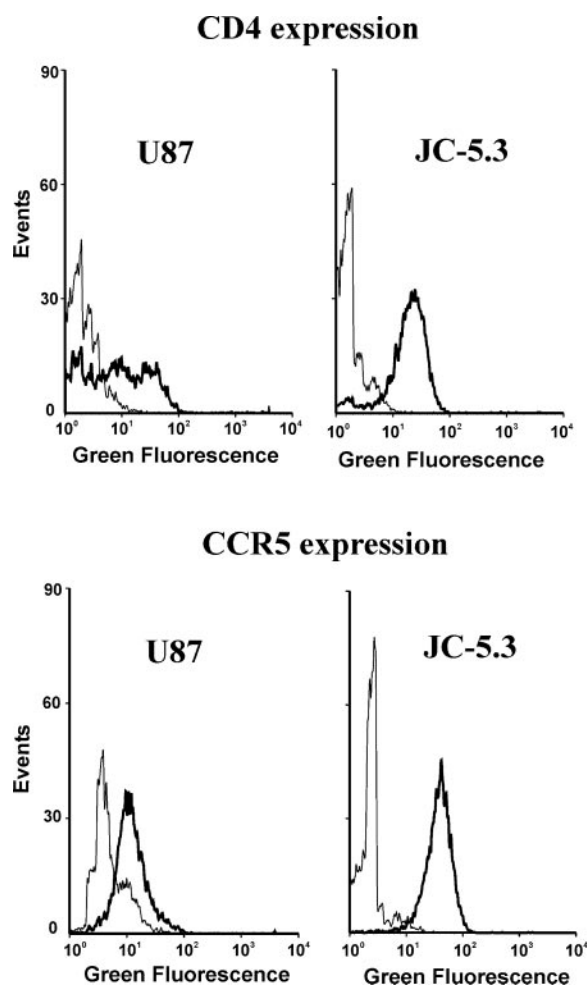 CD4 expression
90
60
30
0
Events
U87
10⁰ 10¹ 10² 10³ 10⁴
Green Fluorescence
JC-5.3
10⁰ 10¹ 10² 10³ 10⁴
Green Fluorescence
CCR5 expression
90
60
30
0
Events
U87
10⁰ 10¹ 10² 10³ 10⁴
Green Fluorescence
JC-5.3
10⁰ 10¹ 10² 10³ 10⁴
Green Fluorescence